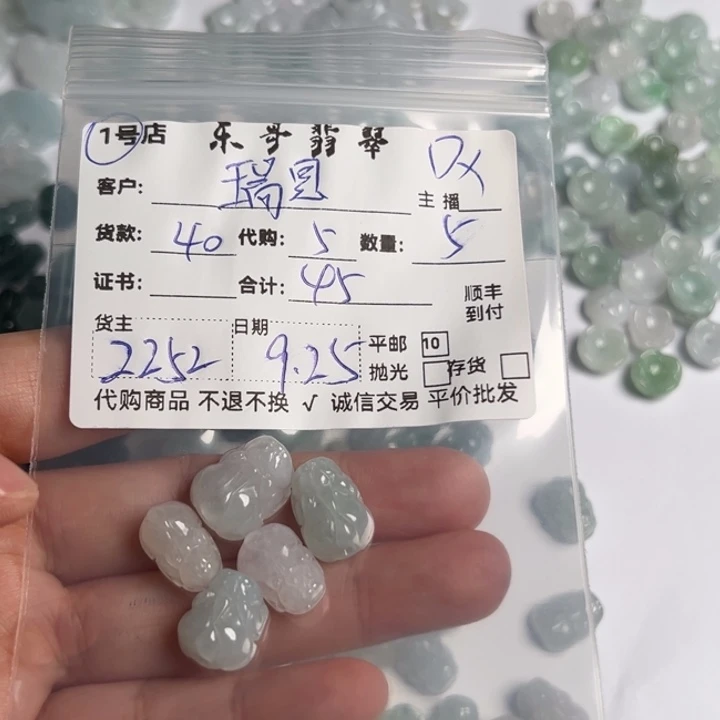 1号店 乐哥翡翠
客户: 瑞恩 主播 DX
货款: 40 代购: 5 数量: 5
证书: 合计: 45 顺丰到付
货主 2252 日期 9.25 平邮 10
抛光 存货
代购商品 不退不换 √ 诚信交易 平价批发